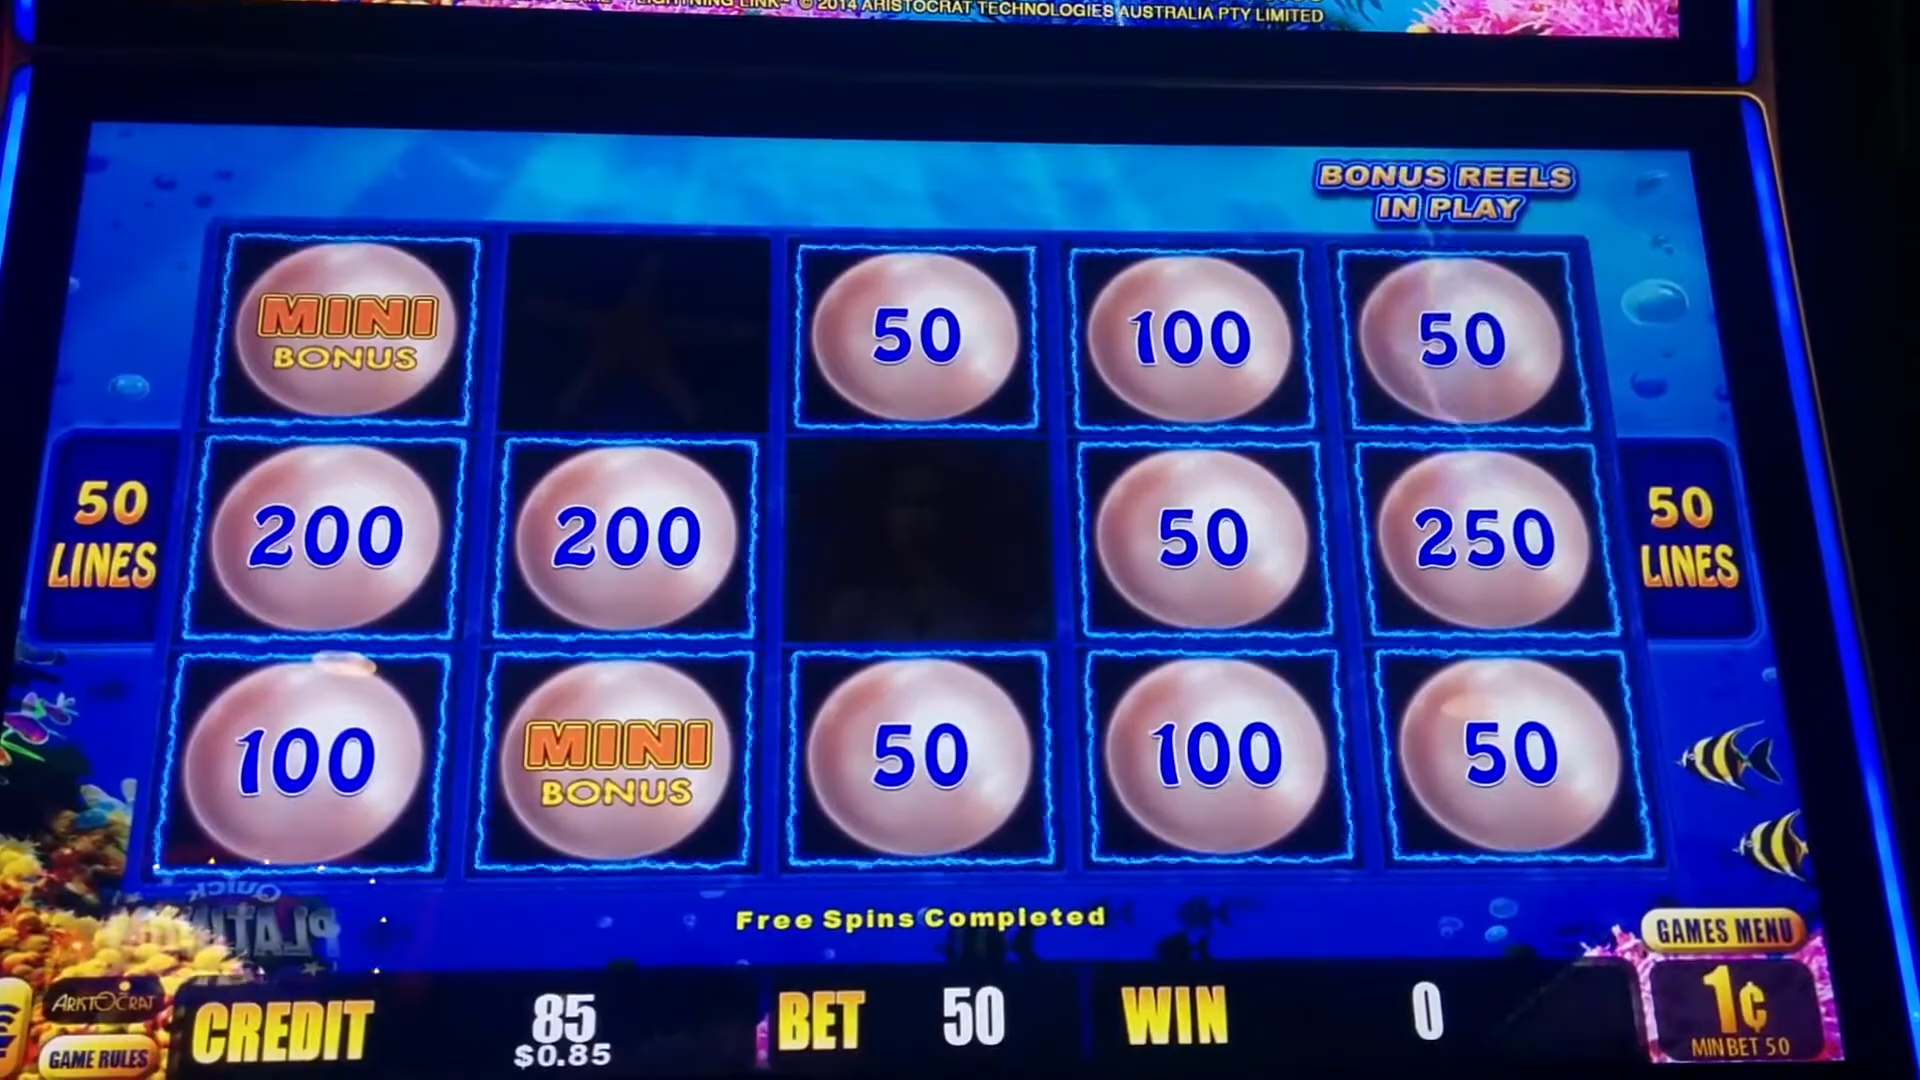 LIGHTNING LINK™ © 2014 ARISTOCRAT TECHNOLOGIES AUSTRALIA PTY LIMITED
BONUS REELS
IN PLAY
MINI
BONUS
50
100
50
50
LINES
200
200
50
250
50
LINES
100
MINI
BONUS
50
100
50
Free Spins Completed
GAMES MENU
ARISTOCRAT
GAME RULES
CREDIT
85
$0.85
BET
50
WIN
0
1¢
MIN BET 50